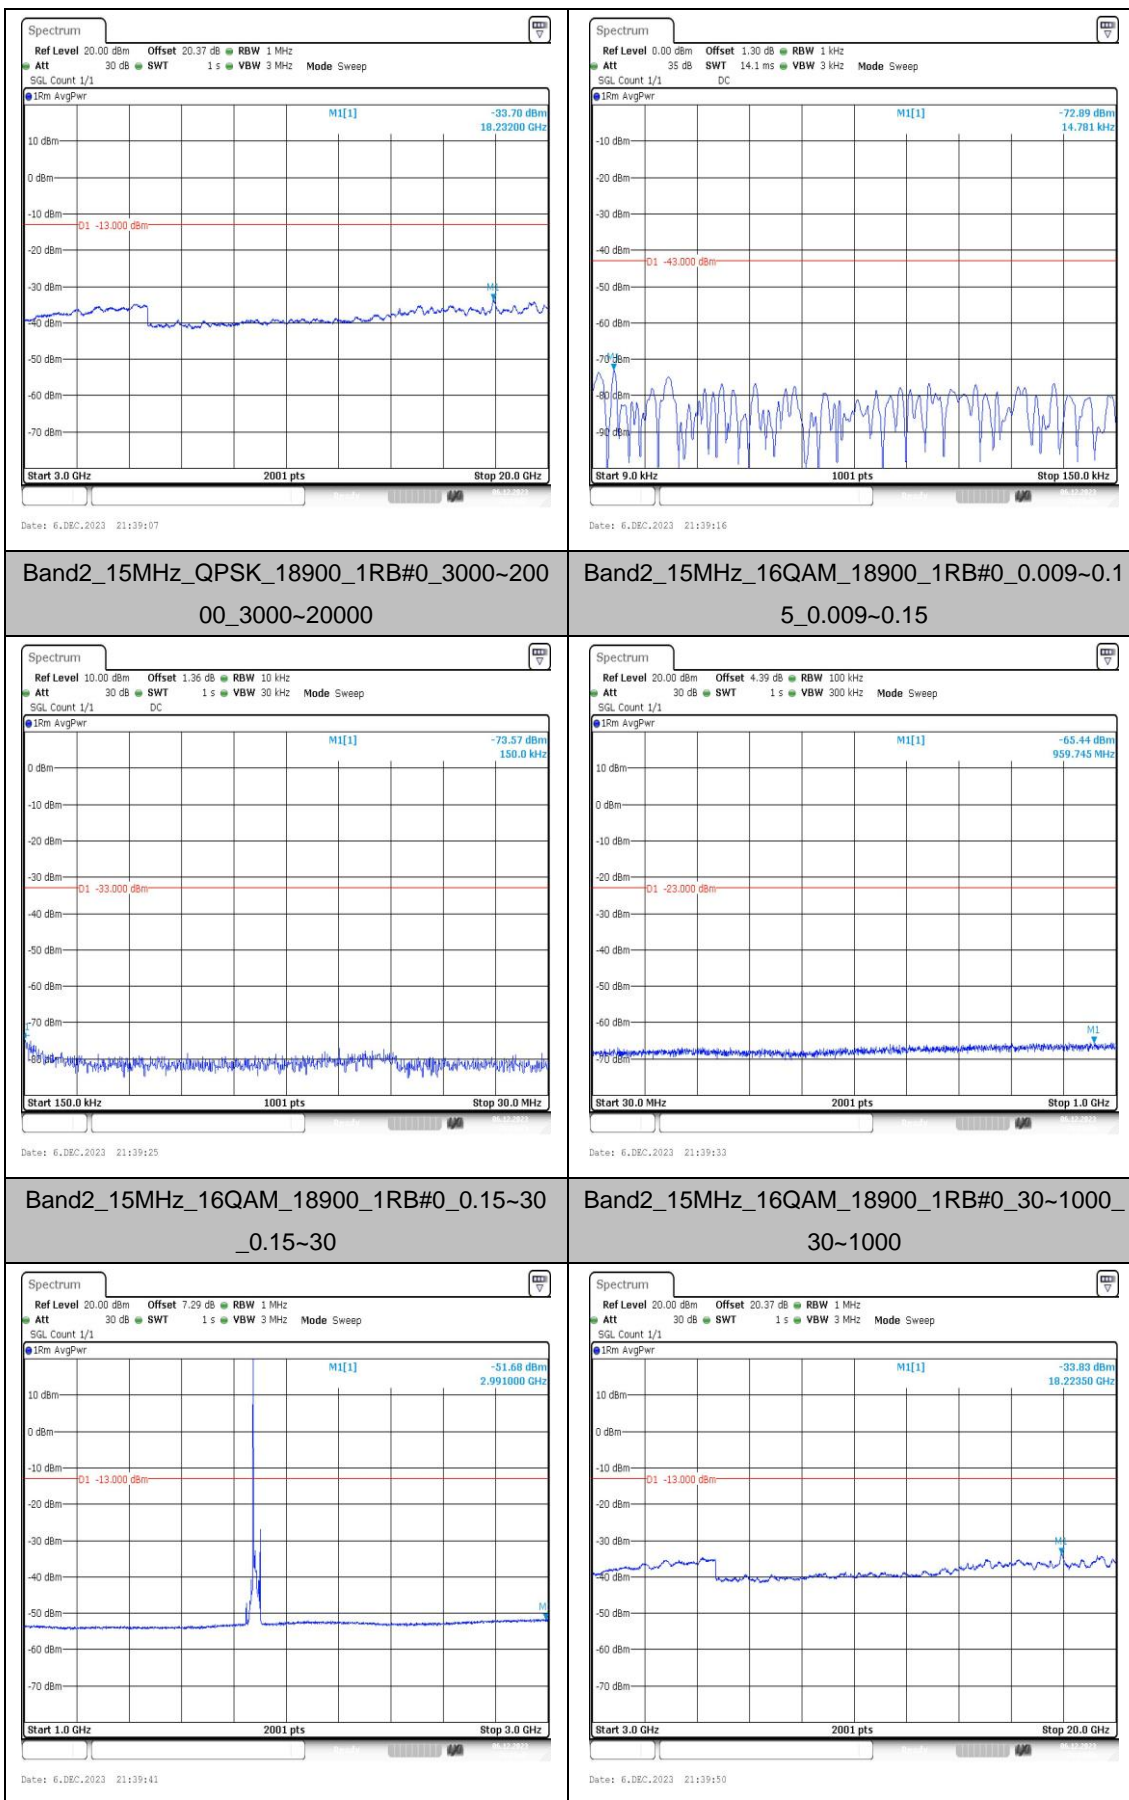 Spectrum
Ref Level 20.00 dBm Offset 20.37 dB RBW 1 MHz
Att 30 dB SWT 1 s VBW 3 MHz Mode Sweep
SGL Count 1/1
1Rm AvgPwr
M1[1] -33.70 dBm
18.23200 GHz
10 dBm
0 dBm
-10 dBm
D1 -13.000 dBm
-20 dBm
-30 dBm
M1
-40 dBm
-50 dBm
-60 dBm
-70 dBm
Start 3.0 GHz 2001 pts Stop 20.0 GHz
Date: 6.DEC.2023 21:39:07
Spectrum
Ref Level 0.00 dBm Offset 1.30 dB RBW 1 kHz
Att 35 dB SWT 14.1 ms VBW 3 kHz Mode Sweep
SGL Count 1/1 DC
1Rm AvgPwr
M1[1] -72.89 dBm
14.781 kHz
-10 dBm
-20 dBm
-30 dBm
-40 dBm
D1 -43.000 dBm
-50 dBm
-60 dBm
-70 dBm
-80 dBm
-90 dBm
Start 9.0 kHz 1001 pts Stop 150.0 kHz
Date: 6.DEC.2023 21:39:16
Band2_15MHz_QPSK_18900_1RB#0_3000~200
00_3000~20000
Band2_15MHz_16QAM_18900_1RB#0_0.009~0.1
5_0.009~0.15
Spectrum
Ref Level 10.00 dBm Offset 1.36 dB RBW 10 kHz
Att 30 dB SWT 1 s VBW 30 kHz Mode Sweep
SGL Count 1/1 DC
1Rm AvgPwr
M1[1] -73.57 dBm
150.0 kHz
0 dBm
-10 dBm
-20 dBm
-30 dBm
D1 -33.000 dBm
-40 dBm
-50 dBm
-60 dBm
-70 dBm
-80 dBm
Start 150.0 kHz 1001 pts Stop 30.0 MHz
Date: 6.DEC.2023 21:39:25
Spectrum
Ref Level 20.00 dBm Offset 4.39 dB RBW 100 kHz
Att 30 dB SWT 1 s VBW 300 kHz Mode Sweep
SGL Count 1/1
1Rm AvgPwr
M1[1] -65.44 dBm
959.745 MHz
10 dBm
0 dBm
-10 dBm
-20 dBm
D1 -23.000 dBm
-30 dBm
-40 dBm
-50 dBm
-60 dBm
M1
-70 dBm
Start 30.0 MHz 2001 pts Stop 1.0 GHz
Date: 6.DEC.2023 21:39:33
Band2_15MHz_16QAM_18900_1RB#0_0.15~30
_0.15~30
Band2_15MHz_16QAM_18900_1RB#0_30~1000_
30~1000
Spectrum
Ref Level 20.00 dBm Offset 7.29 dB RBW 1 MHz
Att 30 dB SWT 1 s VBW 3 MHz Mode Sweep
SGL Count 1/1
1Rm AvgPwr
M1[1] -51.68 dBm
2.991000 GHz
10 dBm
0 dBm
-10 dBm
D1 -13.000 dBm
-20 dBm
-30 dBm
-40 dBm
-50 dBm
-60 dBm
-70 dBm
Start 1.0 GHz 2001 pts Stop 3.0 GHz
Date: 6.DEC.2023 21:39:41
Spectrum
Ref Level 20.00 dBm Offset 20.37 dB RBW 1 MHz
Att 30 dB SWT 1 s VBW 3 MHz Mode Sweep
SGL Count 1/1
1Rm AvgPwr
M1[1] -33.83 dBm
18.22350 GHz
10 dBm
0 dBm
-10 dBm
D1 -13.000 dBm
-20 dBm
-30 dBm
M1
-40 dBm
-50 dBm
-60 dBm
-70 dBm
Start 3.0 GHz 2001 pts Stop 20.0 GHz
Date: 6.DEC.2023 21:39:50